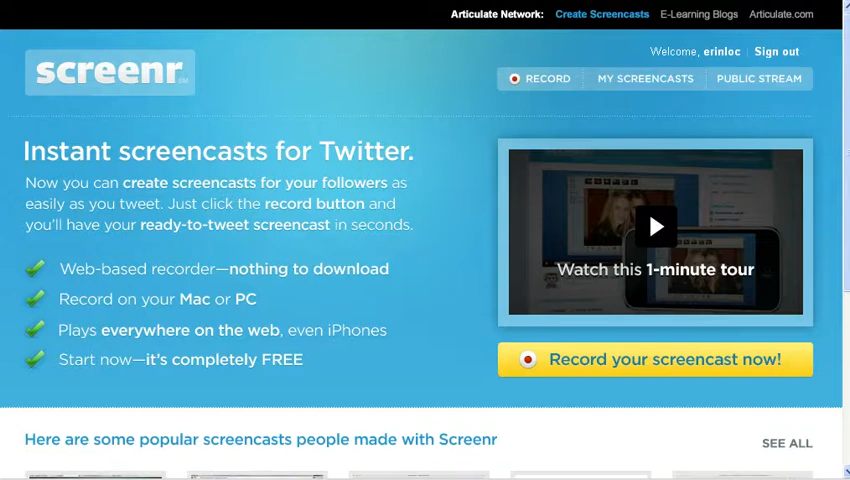 Articulate Network: Create Screencasts E-Learning Blogs Articulate.com
Welcome, erinloc Sign out
screenr
RECORD MY SCREENCASTS PUBLIC STREAM
Instant screencasts for Twitter.
Now you can create screencasts for your followers as
easily as you tweet. Just click the record button and
you'll have your ready-to-tweet screencast in seconds.
Web-based recorder—nothing to download
Record on your Mac or PC
Plays everywhere on the web, even iPhones
Start now—it's completely FREE
Watch this 1-minute tour
Record your screencast now!
Here are some popular screencasts people made with Screenr
SEE ALL